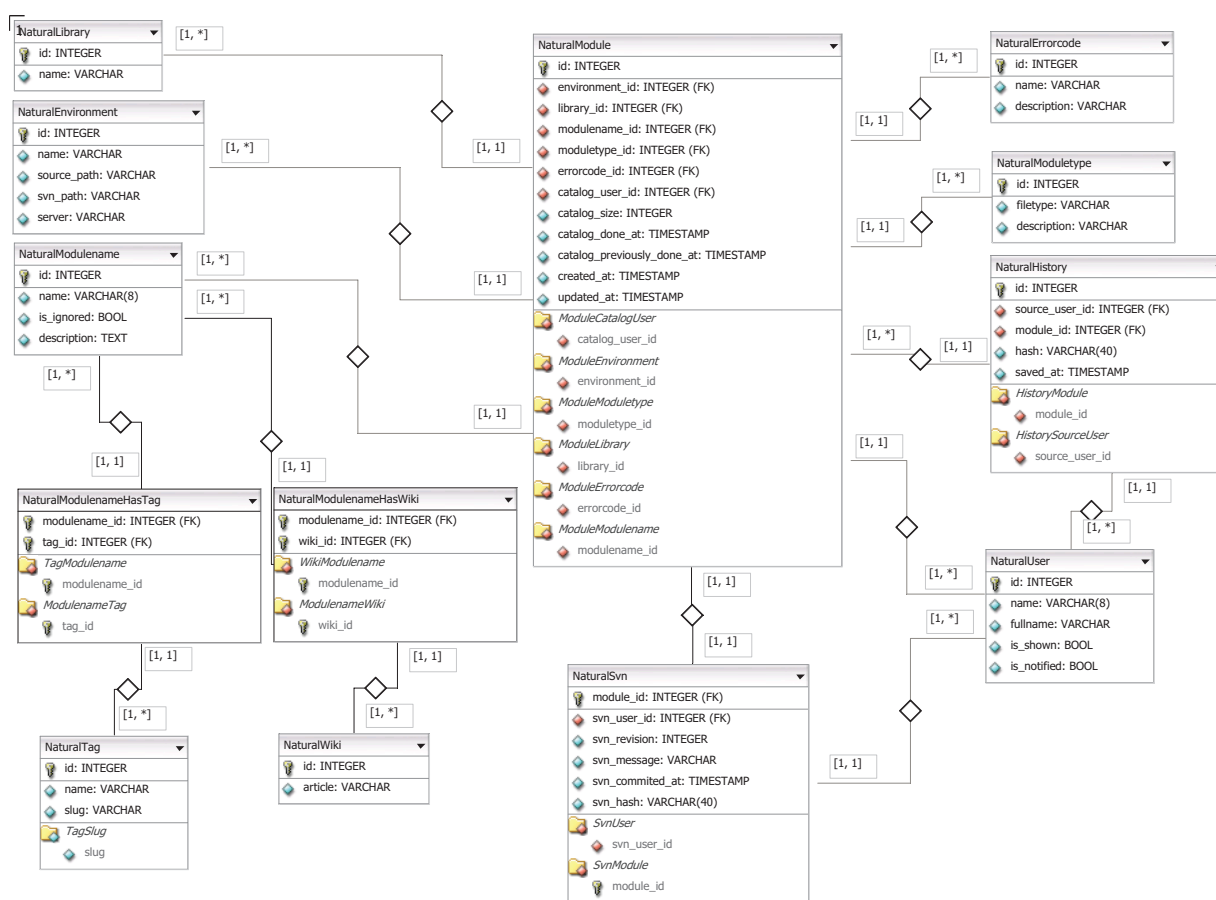 1
NaturalLibrary
id: INTEGER
name: VARCHAR
[1, *]
NaturalEnvironment
id: INTEGER
name: VARCHAR
source_path: VARCHAR
svn_path: VARCHAR
server: VARCHAR
[1, *]
[1, 1]
NaturalModulename
id: INTEGER
name: VARCHAR(8)
is_ignored: BOOL
description: TEXT
[1, *]
[1, *]
[1, 1]
[1, *]
[1, 1]
[1, 1]
[1, 1]
NaturalModule
id: INTEGER
environment_id: INTEGER (FK)
library_id: INTEGER (FK)
modulename_id: INTEGER (FK)
moduletype_id: INTEGER (FK)
errorcode_id: INTEGER (FK)
catalog_user_id: INTEGER (FK)
catalog_size: INTEGER
catalog_done_at: TIMESTAMP
catalog_previously_done_at: TIMESTAMP
created_at: TIMESTAMP
updated_at: TIMESTAMP
ModuleCatalogUser
catalog_user_id
ModuleEnvironment
environment_id
ModuleModuletype
moduletype_id
ModuleLibrary
library_id
ModuleErrorcode
errorcode_id
ModuleModulename
modulename_id
[1, *]
[1, 1]
NaturalErrorcode
id: INTEGER
name: VARCHAR
description: VARCHAR
[1, *]
[1, 1]
NaturalModuletype
id: INTEGER
filetype: VARCHAR
description: VARCHAR
[1, *]
[1, 1]
NaturalHistory
id: INTEGER
source_user_id: INTEGER (FK)
module_id: INTEGER (FK)
hash: VARCHAR(40)
saved_at: TIMESTAMP
HistoryModule
module_id
HistorySourceUser
source_user_id
[1, 1]
[1, 1]
[1, *]
[1, *]
[1, *]
NaturalUser
id: INTEGER
name: VARCHAR(8)
fullname: VARCHAR
is_shown: BOOL
is_notified: BOOL
NaturalModulenameHasTag
modulename_id: INTEGER (FK)
tag_id: INTEGER (FK)
TagModulename
modulename_id
ModulenameTag
tag_id
NaturalModulenameHasWiki
modulename_id: INTEGER (FK)
wiki_id: INTEGER (FK)
WikiModulename
modulename_id
ModulenameWiki
wiki_id
[1, 1]
[1, 1]
[1, *]
[1, *]
[1, 1]
[1, 1]
[1, 1]
NaturalTag
id: INTEGER
name: VARCHAR
slug: VARCHAR
TagSlug
slug
NaturalWiki
id: INTEGER
article: VARCHAR
NaturalSvn
module_id: INTEGER (FK)
svn_user_id: INTEGER (FK)
svn_revision: INTEGER
svn_message: VARCHAR
svn_commited_at: TIMESTAMP
svn_hash: VARCHAR(40)
SvnUser
svn_user_id
SvnModule
module_id